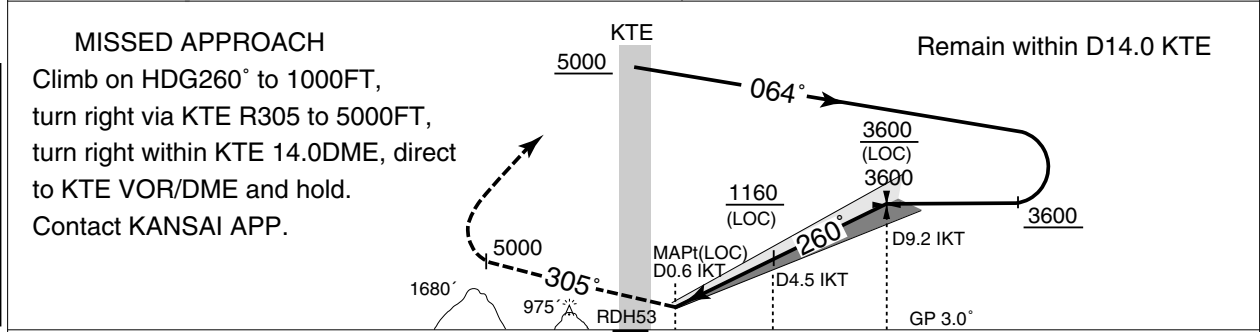 MISSED APPROACH
Climb on HDG260° to 1000FT,
turn right via KTE R305 to 5000FT,
turn right within KTE 14.0DME, direct
to KTE VOR/DME and hold.
Contact KANSAI APP.
KTE
Remain within D14.0 KTE
5000
064°
3600
(LOC)
3600
1160
(LOC)
260°
3600
D9.2 IKT
MAPt(LOC)
D0.6 IKT
D4.5 IKT
5000
305°
1680´
975´
RDH53
GP 3.0°